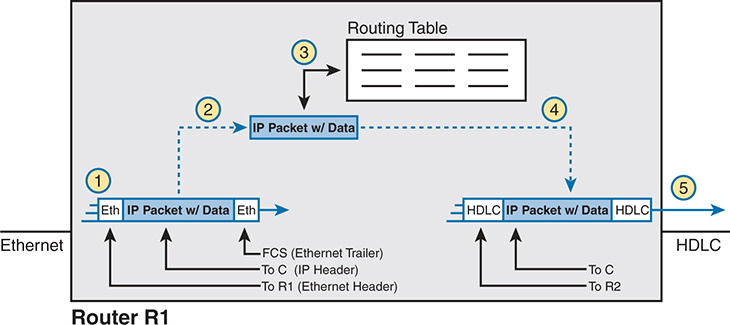 Routing Table
3
2
4
IP Packet w/ Data
1
5
Eth IP Packet w/ Data Eth
HDLC IP Packet w/ Data HDLC
Ethernet
HDLC
FCS (Ethernet Trailer)
To C (IP Header)
To C
To R1 (Ethernet Header)
To R2
Router R1